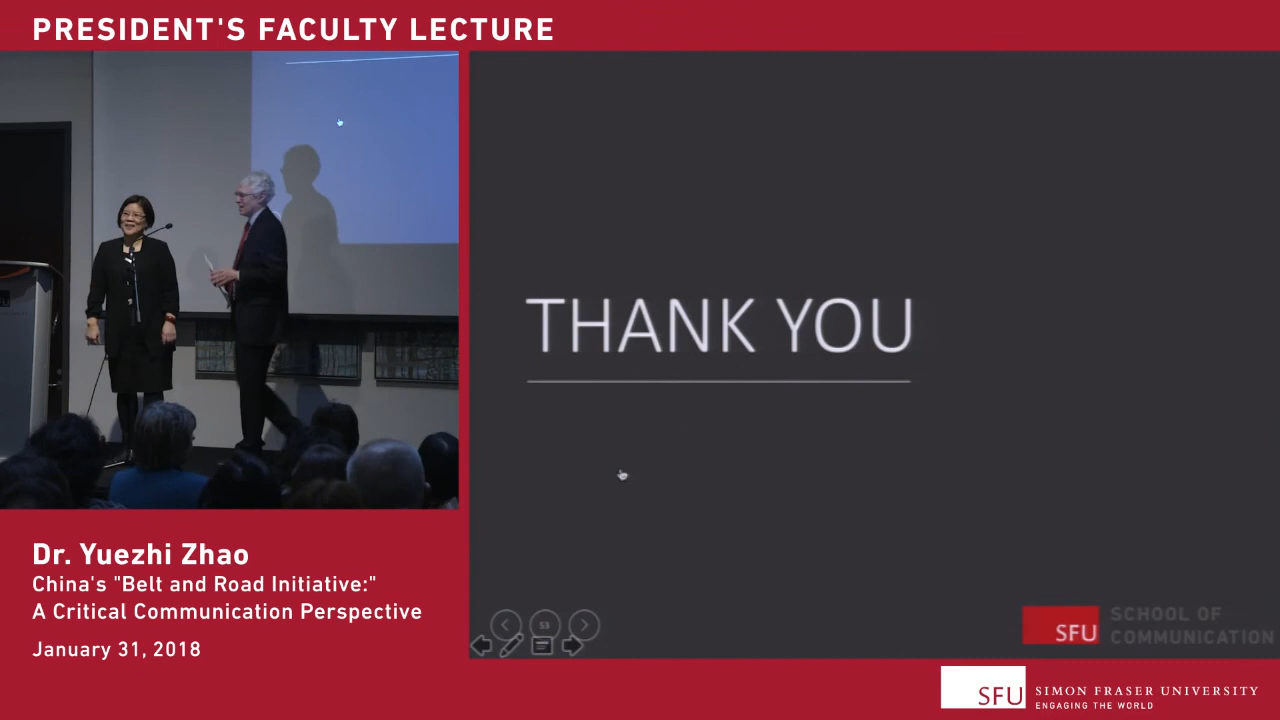 PRESIDENT'S FACULTY LECTURE
THANK YOU
53
SCHOOL OF
SFU COMMUNICATION
Dr. Yuezhi Zhao
China's "Belt and Road Initiative:"
A Critical Communication Perspective
January 31, 2018
SFU SIMON FRASER UNIVERSITY
ENGAGING THE WORLD